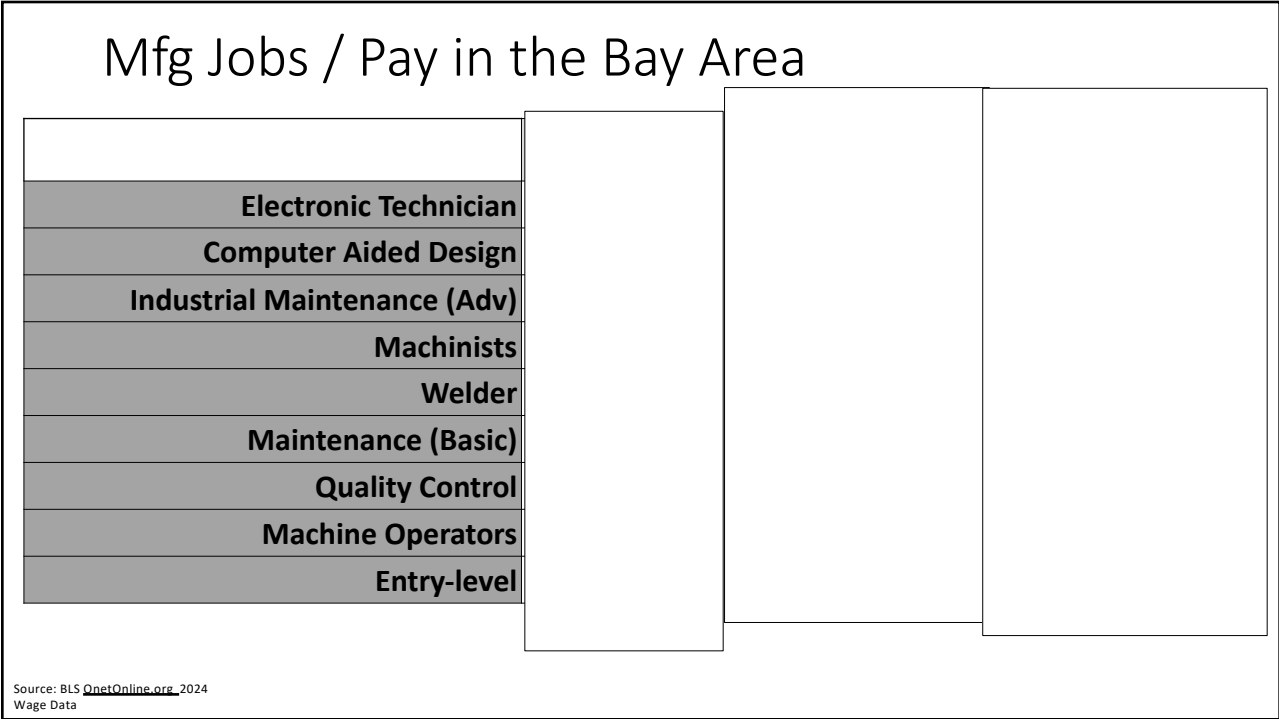 Mfg Jobs / Pay in the Bay Area
Electronic Technician
Computer Aided Design
Industrial Maintenance (Adv)
Machinists
Welder
Maintenance (Basic)
Quality Control
Machine Operators
Entry-level
Source: BLS OnetOnline.org 2024
Wage Data